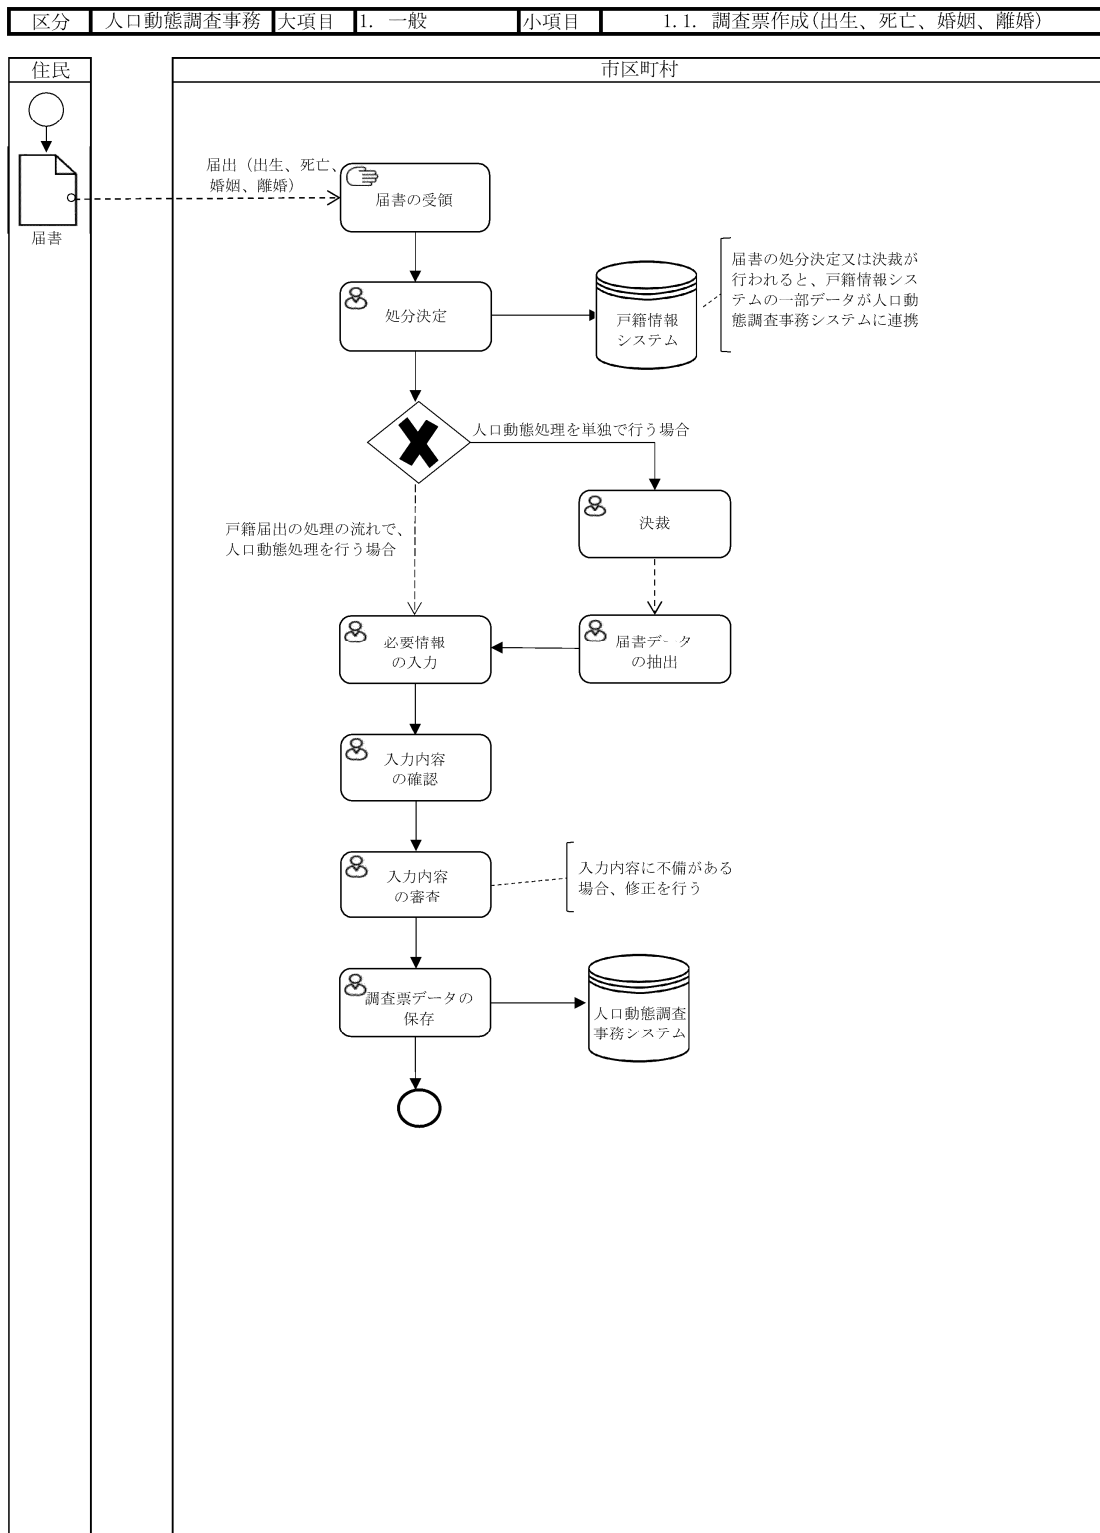 区分 人口動態調査事務 大項目 1. 一般 小項目 1.1. 調査票作成(出生、死亡、婚姻、離婚)
住民
市区町村
届出（出生、死亡、
婚姻、離婚）
届書の受領
届書
処分決定
戸籍情報
システム
届書の処分決定又は決裁が
行われると、戸籍情報シス
テムの一部データが人口動
態調査事務システムに連携
人口動態処理を単独で行う場合
戸籍届出の処理の流れで、
人口動態処理を行う場合
決裁
必要情報
の入力
届書データ
の抽出
入力内容
の確認
入力内容
の審査
入力内容に不備がある
場合、修正を行う
調査票データの
保存
人口動態調査
事務システム